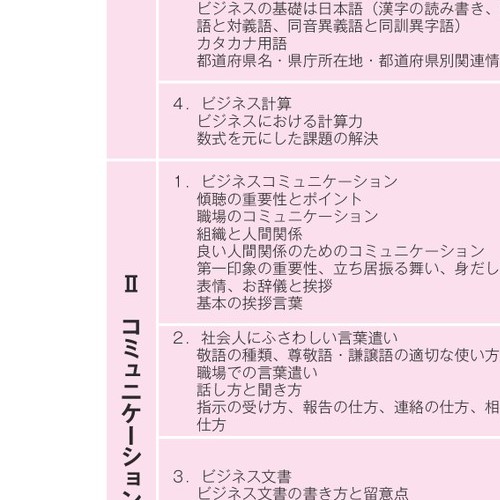 ビジネスの基礎は日本語（漢字の読み書き、
語と対義語、同音異義語と同訓異字語）
カタカナ用語
都道府県名・県庁所在地・都道府県別関連情
4．ビジネス計算
ビジネスにおける計算力
数式を元にした課題の解決
Ⅱ コミュニケーション
1．ビジネスコミュニケーション
傾聴の重要性とポイント
職場のコミュニケーション
組織と人間関係
良い人間関係のためのコミュニケーション
第一印象の重要性、立ち居振る舞い、身だし
表情、お辞儀と挨拶
基本の挨拶言葉
2．社会人にふさわしい言葉遣い
敬語の種類、尊敬語・謙譲語の適切な使い方
職場での言葉遣い
話し方と聞き方
指示の受け方、報告の仕方、連絡の仕方、相
仕方
3．ビジネス文書
ビジネス文書の書き方と留意点